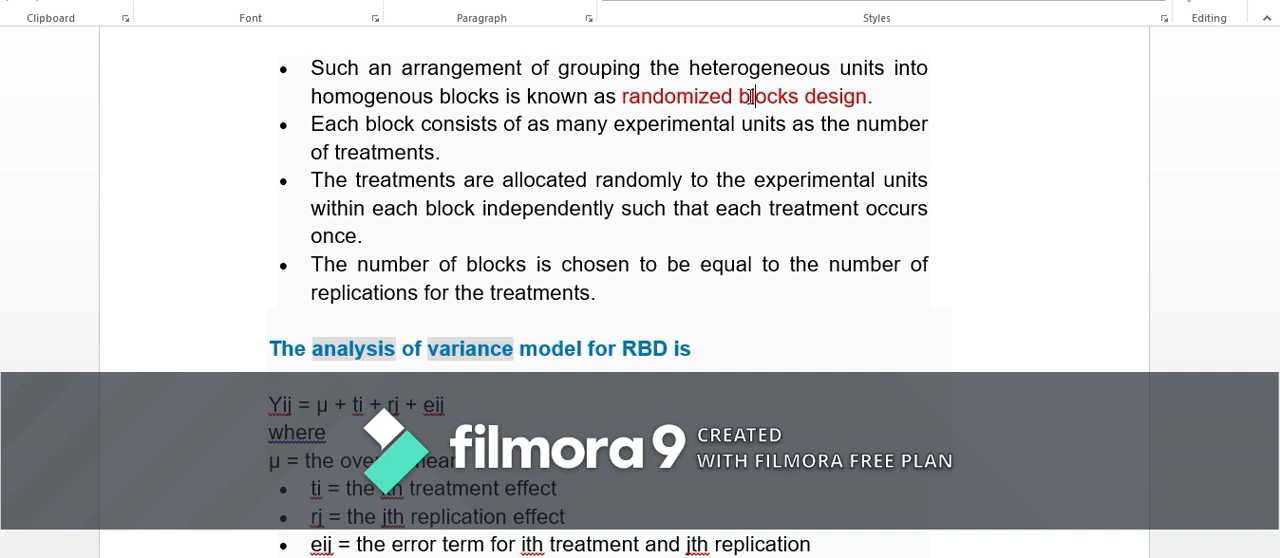 Clipboard Font Paragraph Styles Editing
Such an arrangement of grouping the heterogeneous units into
homogenous blocks is known as randomized blocks design.
Each block consists of as many experimental units as the number
of treatments.
The treatments are allocated randomly to the experimental units
within each block independently such that each treatment occurs
once.
The number of blocks is chosen to be equal to the number of
replications for the treatments.
The analysis of variance model for RBD is
Yij = µ + ti + rj + eij
where
µ = the
filmora 9 CREATED
WITH FILMORA FREE PLAN
ti = the treatment effect
rj = the jth replication effect
eij = the error term for ith treatment and jth replication